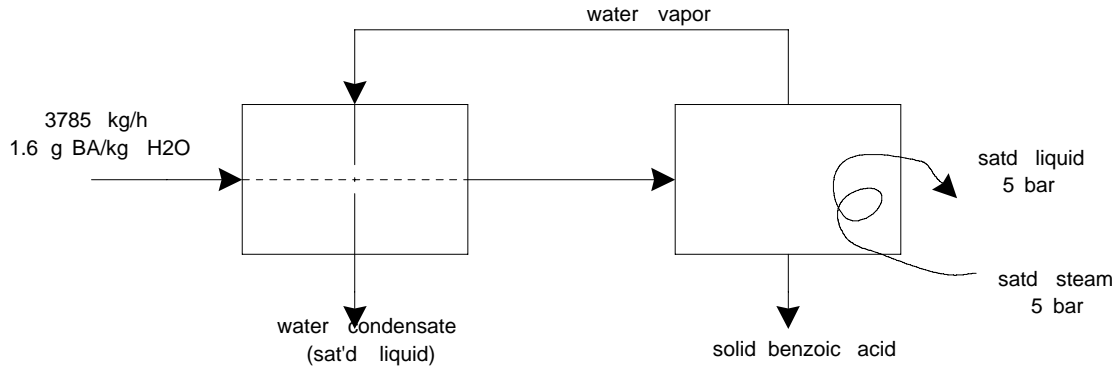 water vapor
3785 kg/h
1.6 g BA/kg H2O
satd liquid
5 bar
satd steam
5 bar
water condensate
(sat'd liquid)
solid benzoic acid